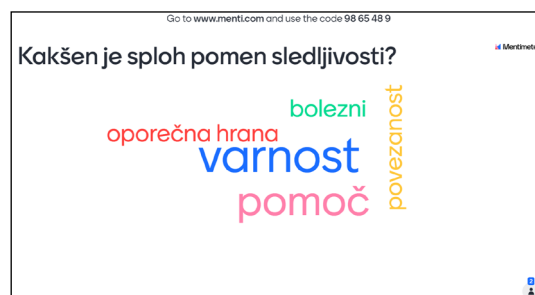 Go to www.menti.com and use the code 98 65 48 9
Kakšen je sploh pomen sledljivosti?
Mentimete
bolezni
povezanost
oporečna hrana
varnost
pomoč